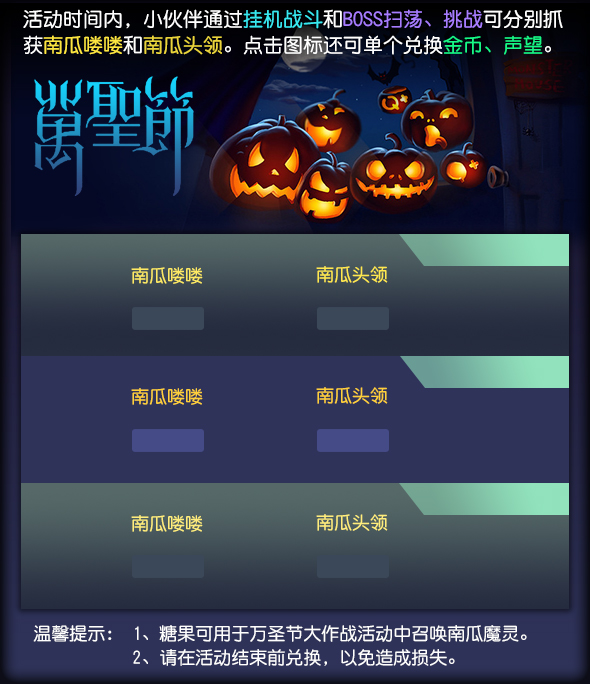 活动时间内，小伙伴通过挂机战斗和BOSS扫荡、挑战可分别抓
获南瓜喽喽和南瓜头领。点击图标还可单个兑换金币、声望。
萬聖節
南瓜喽喽 南瓜头领
南瓜喽喽 南瓜头领
南瓜喽喽 南瓜头领
温馨提示： 1、糖果可用于万圣节大作战活动中召唤南瓜魔灵。
2、请在活动结束前兑换，以免造成损失。